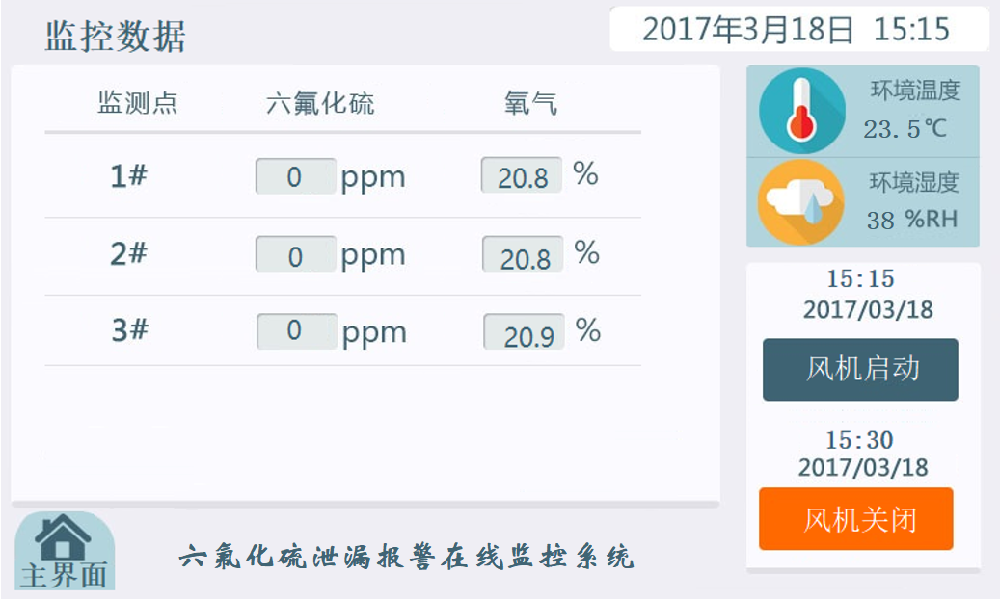 监控数据
2017年3月18日 15:15
监测点 六氟化硫 氧气
1# 0 ppm 20.8 %
2# 0 ppm 20.8 %
3# 0 ppm 20.9 %
环境温度
23.5℃
环境湿度
38 %RH
15:15
2017/03/18
风机启动
15:30
2017/03/18
风机关闭
主界面
六氟化硫泄漏报警在线监控系统